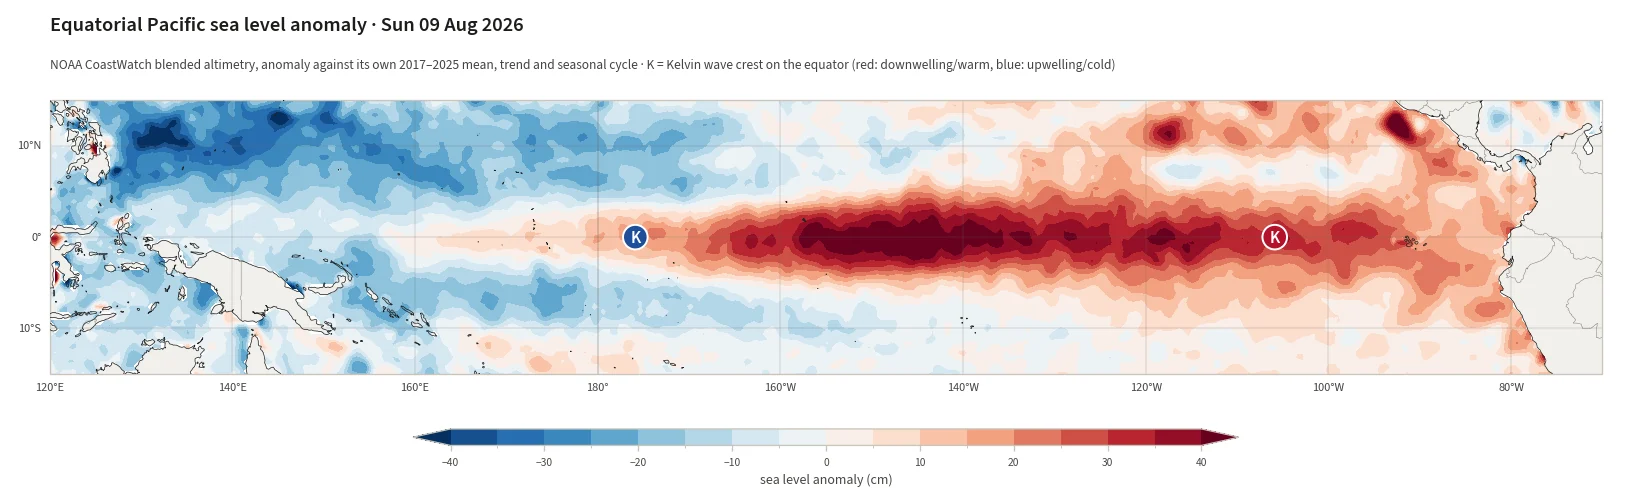 Equatorial Pacific sea level anomaly · Sun 09 Aug 2026
NOAA CoastWatch blended altimetry, anomaly against its own 2017–2025 mean, trend and seasonal cycle · K = Kelvin wave crest on the equator (red: downwelling/warm, blue: upwelling/cold)
10°N
0°
K
K
10°S
120°E 140°E 160°E 180° 160°W 140°W 120°W 100°W 80°W
−40 −30 −20 −10 0 10 20 30 40
sea level anomaly (cm)